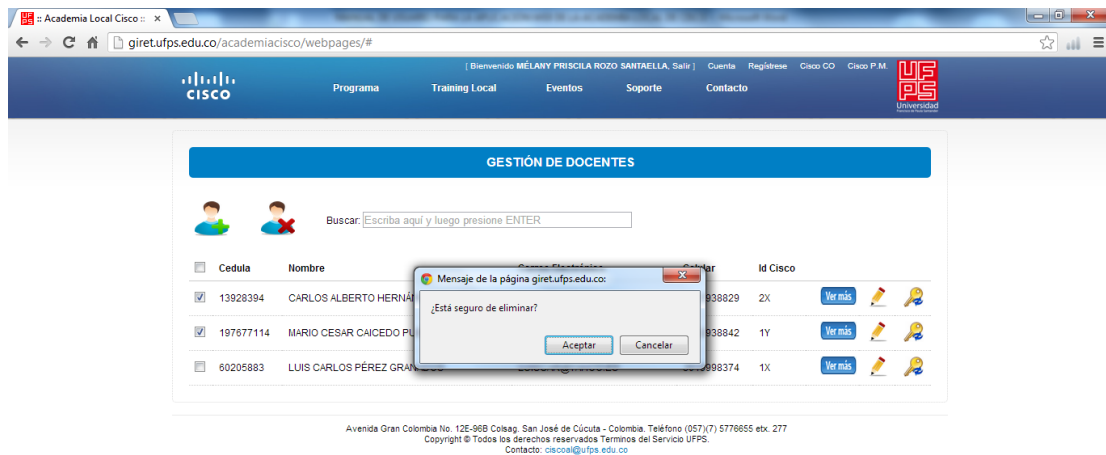 :: Academia Local Cisco ::
giret.ufps.edu.co/academiacisco/webpages/#
[ Bienvenido MÉLANY PRISCILA ROZO SANTAELLA, Salir ] Cuenta Regístrese Cisco CO Cisco P.M.
CISCO
Programa Training Local Eventos Soporte Contacto
UFPS
Universidad
GESTIÓN DE DOCENTES
Buscar: Escriba aquí y luego presione ENTER
Cedula Nombre Id Cisco
Mensaje de la página giret.ufps.edu.co:
¿Está seguro de eliminar?
Aceptar Cancelar
13928394 CARLOS ALBERTO 938829 2X Ver más
197677114 MARIO CESAR CAICEDO 938842 1Y Ver más
60205883 LUIS CARLOS PÉREZ 998374 1X Ver más
Avenida Gran Colombia No. 12E-96B Colsag. San José de Cúcuta - Colombia. Teléfono (057)(7) 5776655 etx. 277
Copyright © Todos los derechos reservados Terminos del Servicio UFPS.
Contacto: ciscoal@ufps.edu.co